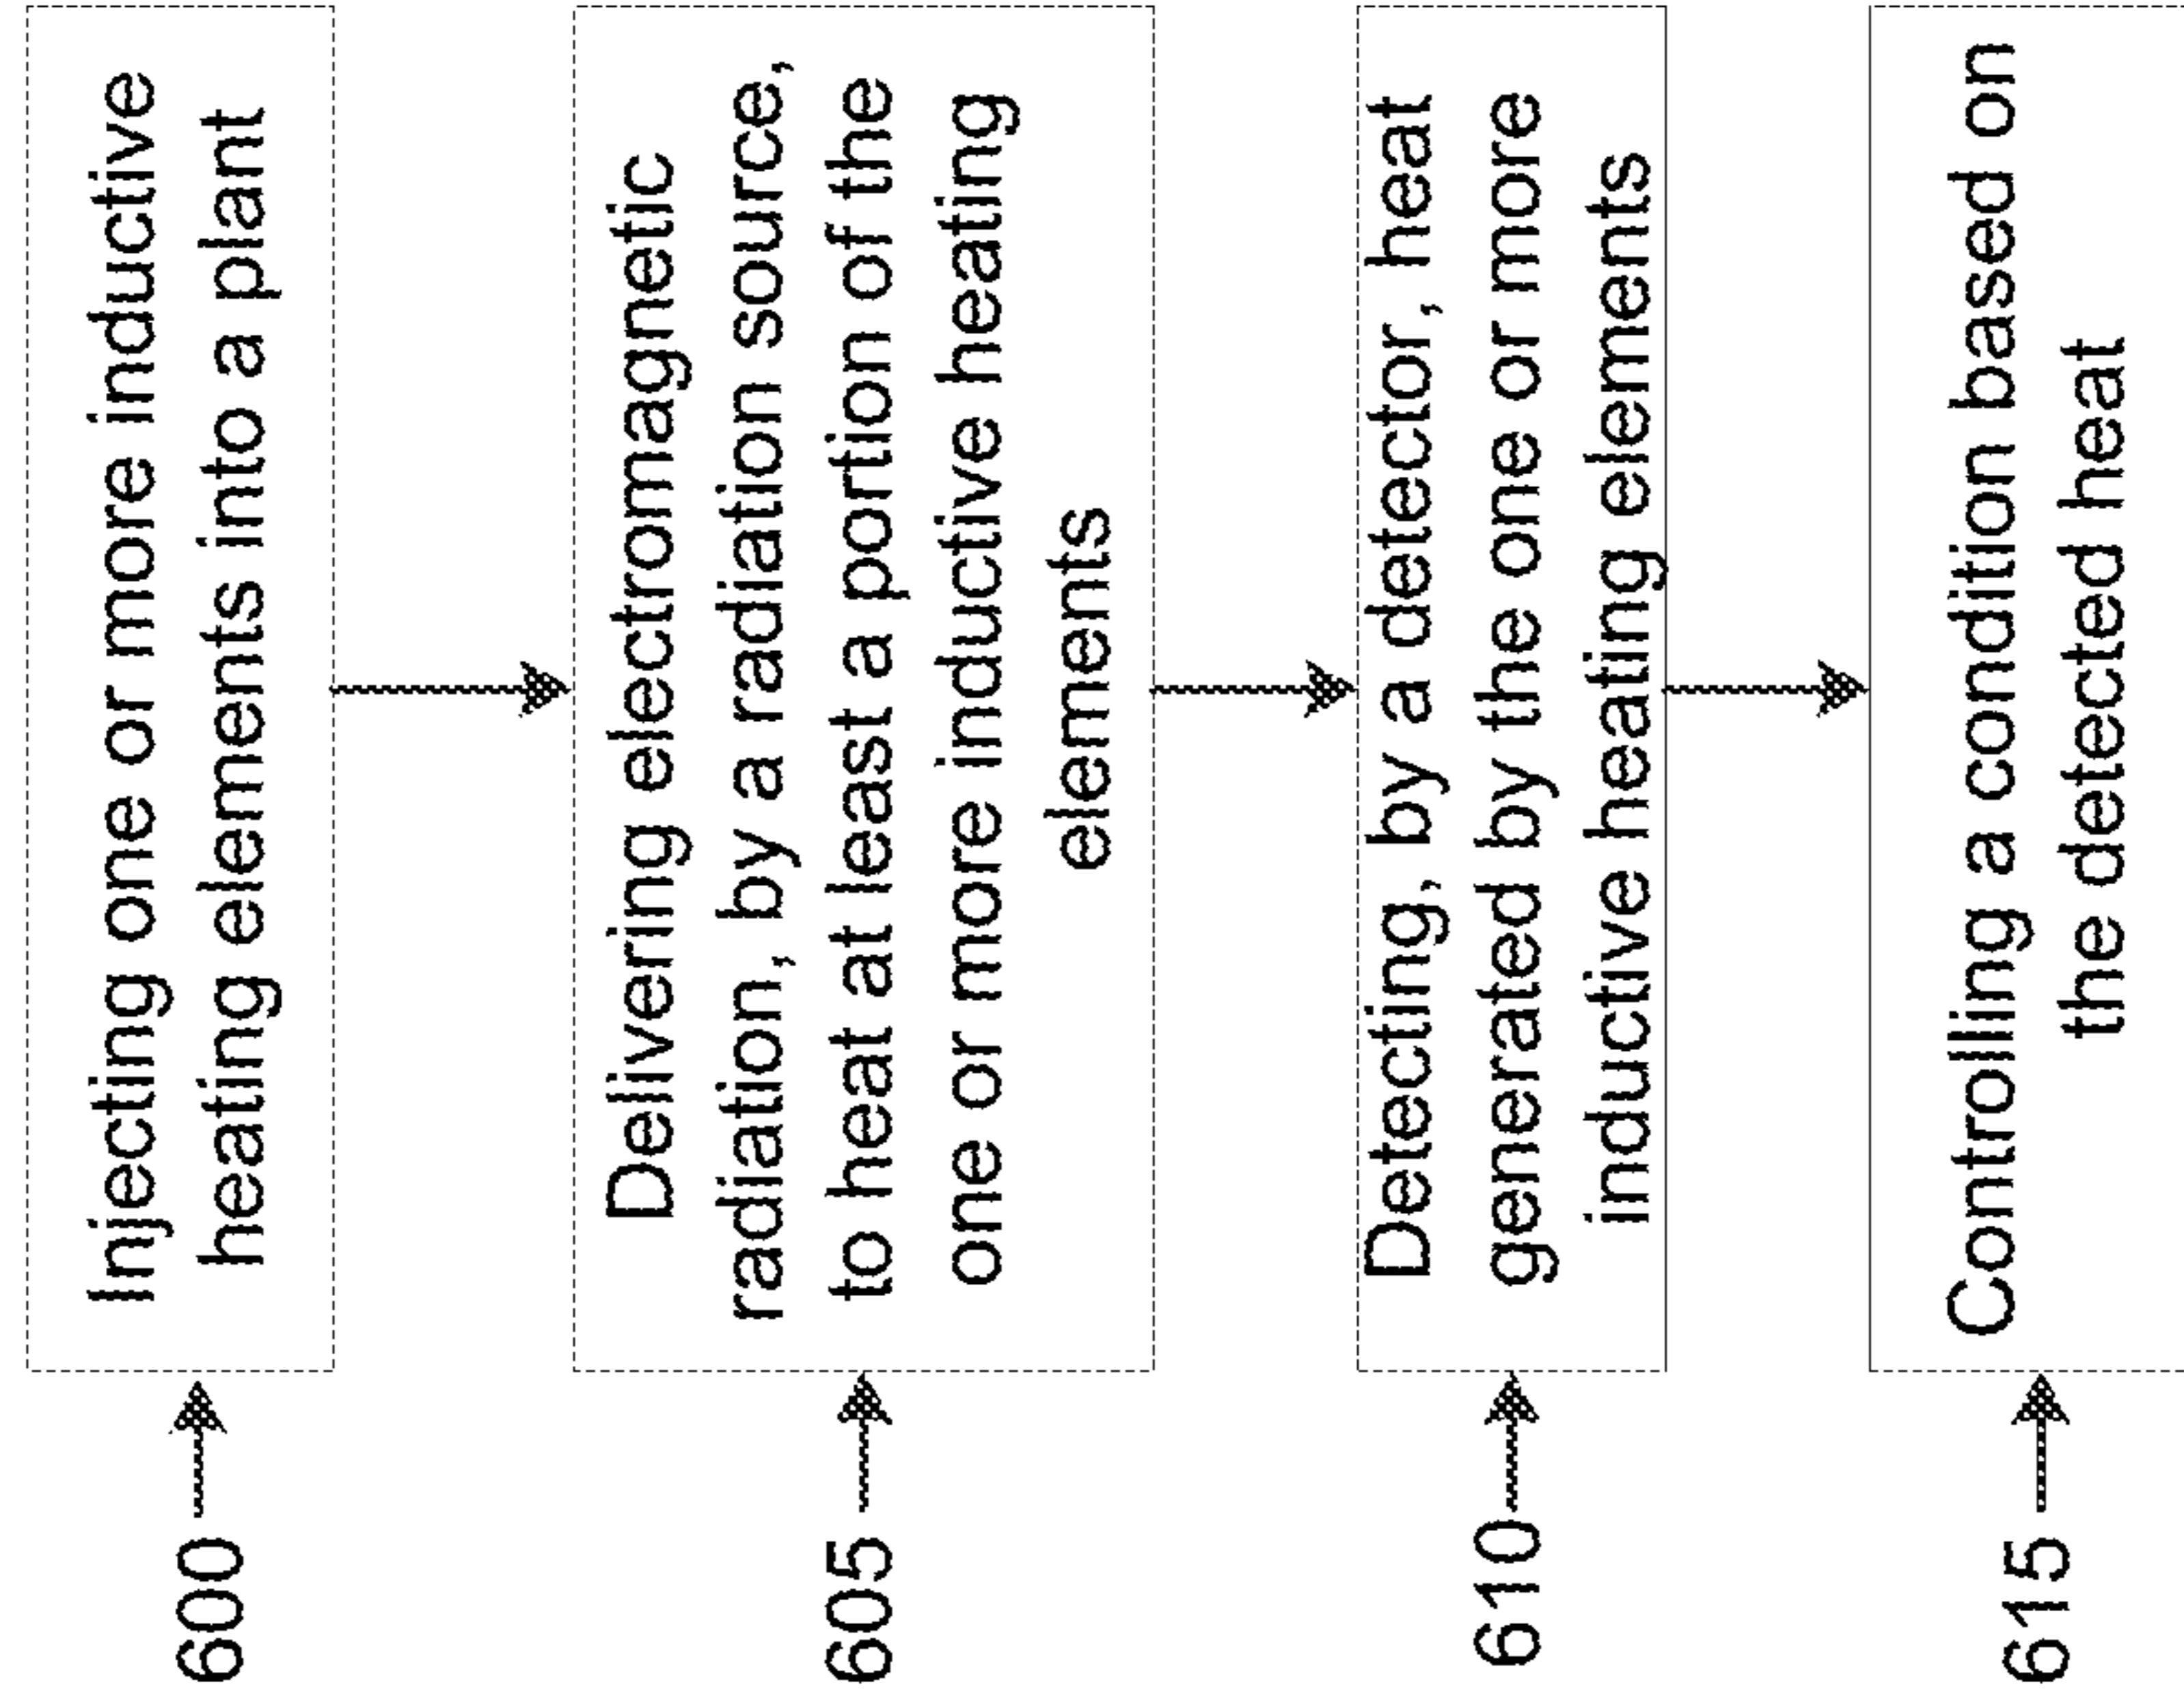 600
Injecting one or more inductive
heating elements into a plant
605
Delivering electromagnetic
radiation, by a radiation source,
to heat at least a portion of the
one or more inductive heating
elements
610
Detecting, by a detector, heat
generated by the one or more
inductive heating elements
615
Controlling a condition based on
the detected heat